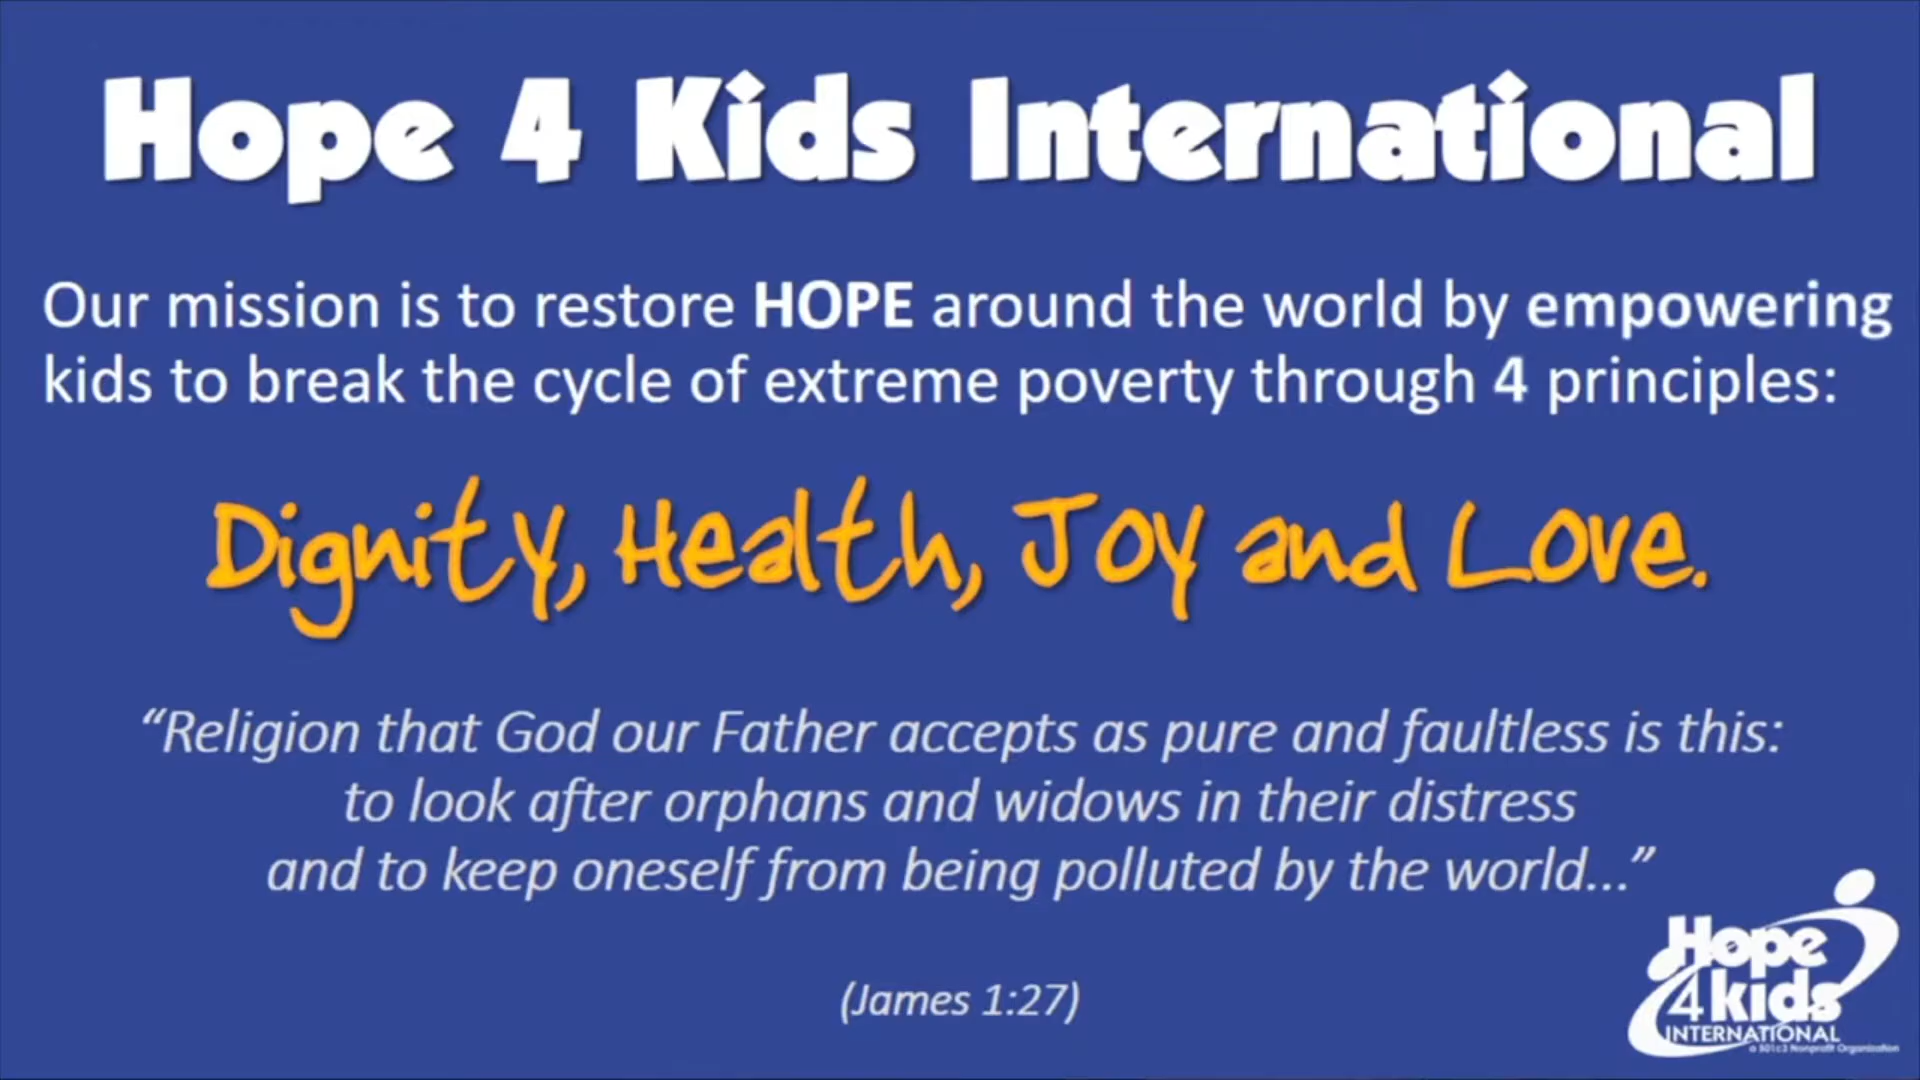 Hope 4 Kids International
Our mission is to restore HOPE around the world by empowering
kids to break the cycle of extreme poverty through 4 principles:
Dignity, Health, Joy and Love.
“Religion that God our Father accepts as pure and faultless is this:
to look after orphans and widows in their distress
and to keep oneself from being polluted by the world...”
(James 1:27)
Hope
4 kids
INTERNATIONAL
a 501c3 Nonprofit Organization